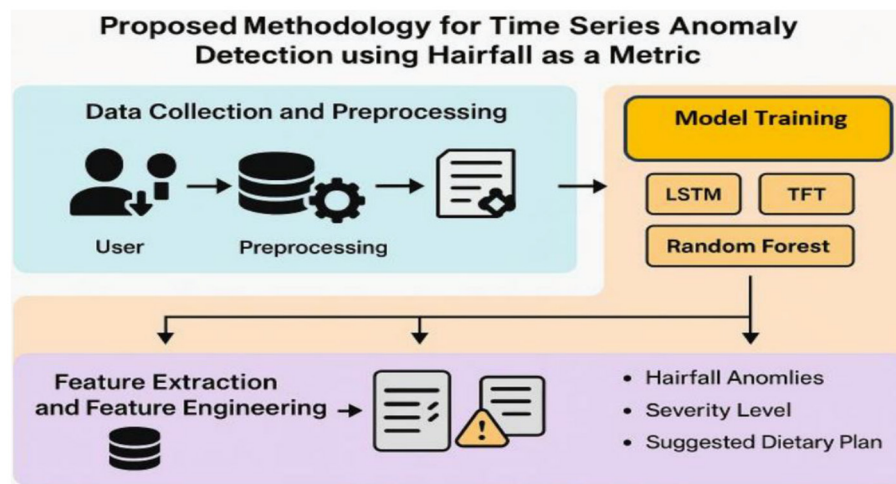 Proposed Methodology for Time Series Anomaly
Detection using Hairfall as a Metric
Data Collection and Preprocessing
User
Preprocessing
Model Training
LSTM
TFT
Random Forest
Feature Extraction
and Feature Engineering
• Hairfall Anomlies
• Severity Level
• Suggested Dietary Plan